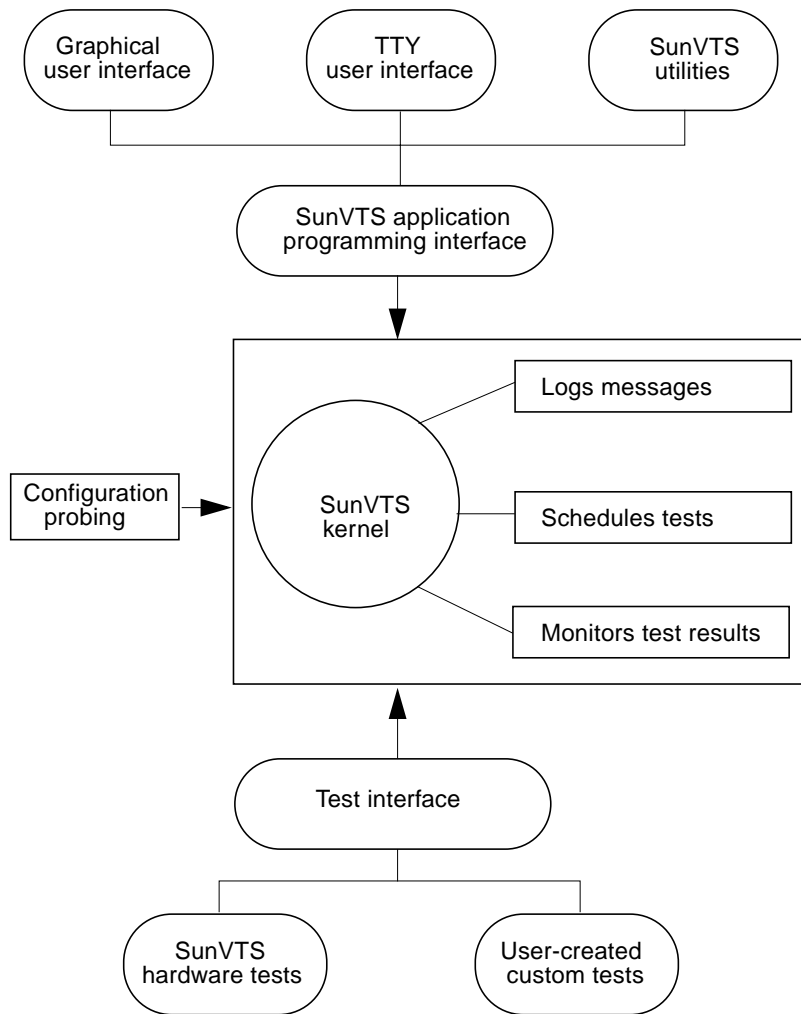 Graphical
user interface
TTY
user interface
SunVTS
utilities
SunVTS application
programming interface
Logs messages
Configuration
probing
SunVTS
kernel
Schedules tests
Monitors test results
Test interface
SunVTS
hardware tests
User-created
custom tests